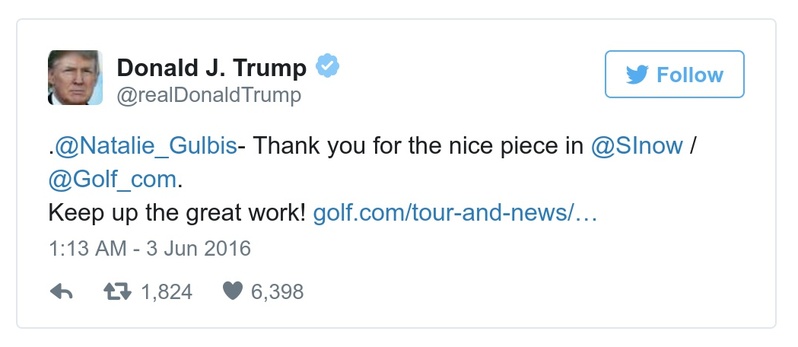 Donald J. Trump
@realDonaldTrump
Follow
.@Natalie_Gulbis- Thank you for the nice piece in @SInow /
@Golf_com.
Keep up the great work! golf.com/tour-and-news/…
1:13 AM - 3 Jun 2016
1,824 6,398